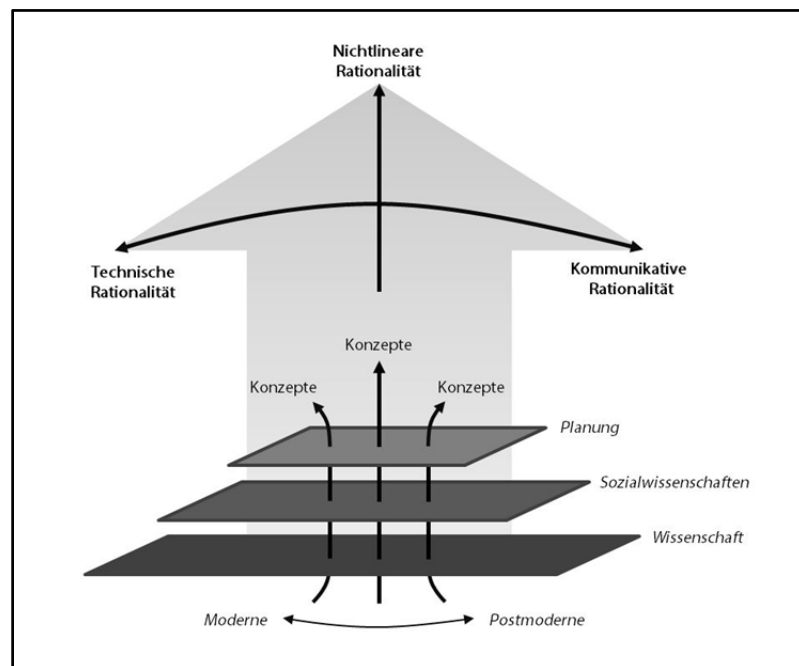 Nichtlineare
Rationalität
Technische
Rationalität
Kommunikative
Rationalität
Konzepte
Konzepte
Konzepte
Planung
Sozialwissenschaften
Wissenschaft
Moderne
Postmoderne